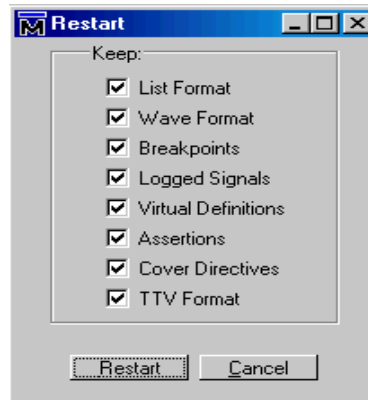 Restart
Keep:
List Format
Wave Format
Breakpoints
Logged Signals
Virtual Definitions
Assertions
Cover Directives
TTV Format
Restart Cancel